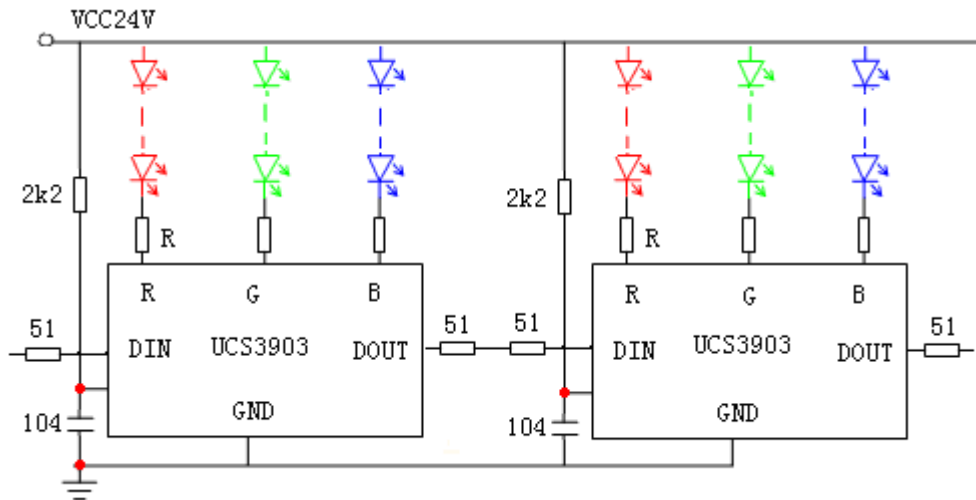 VCC24V
2k2
2k2
R
R
R G B
R G B
51
DIN UCS3903 DOUT
51
51
DIN UCS3903 DOUT
51
104
GND
104
GND